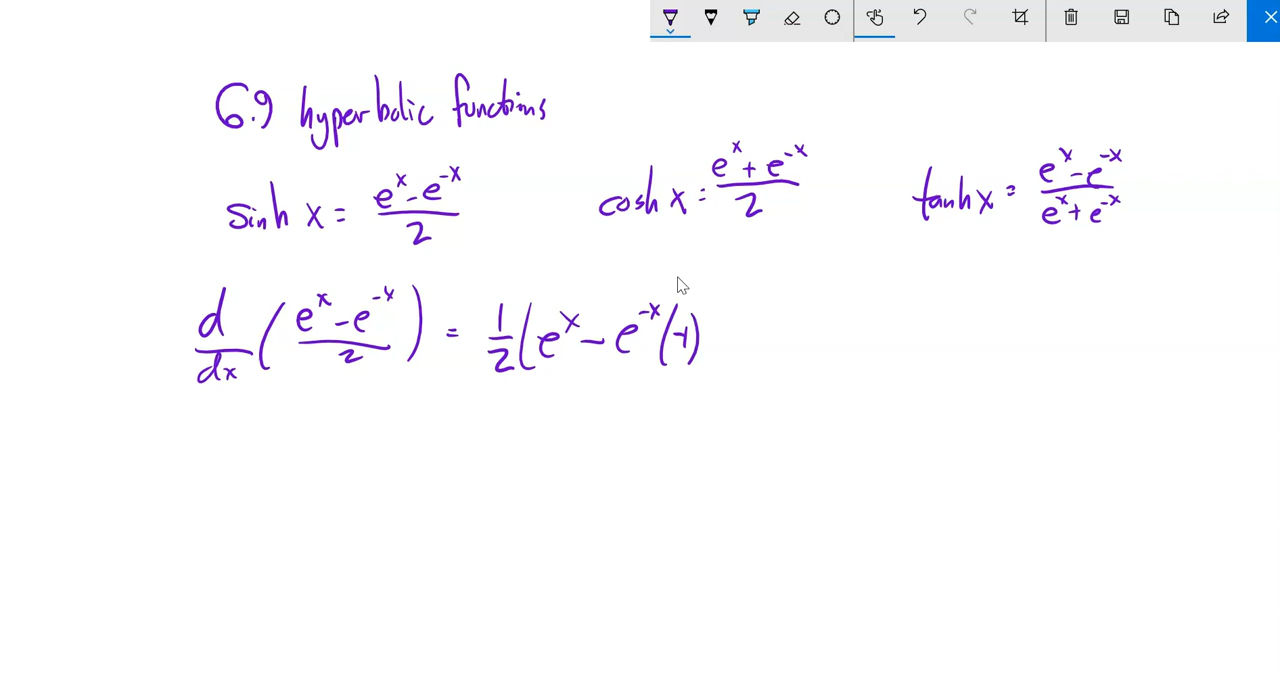 6.9 hyperbolic functions
sinh x = (e^x - e^-x)/2 cosh x = (e^x + e^-x)/2 tanh x = (e^x - e^-x)/(e^x + e^-x)
d/dx ((e^x - e^-x)/2) = 1/2(e^x - e^-x(-1)